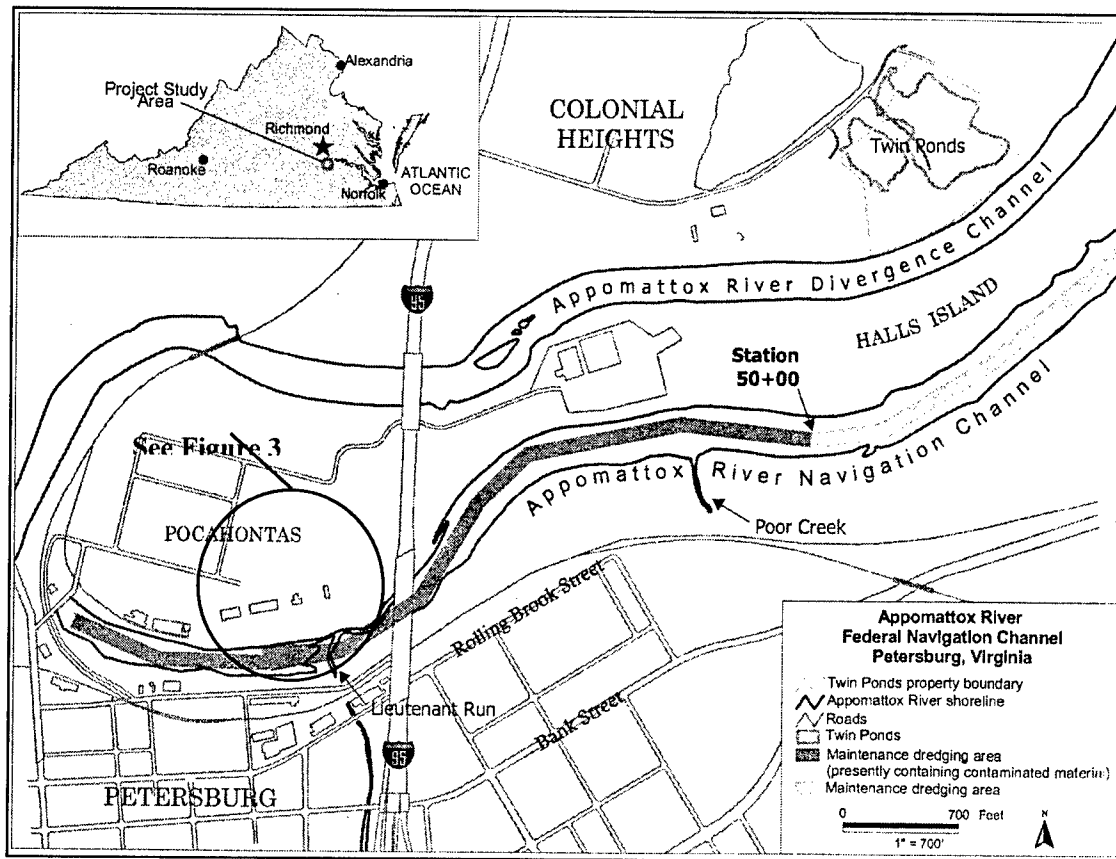 Alexandria
Project Study
Area
Richmond
Roanoke
Norfolk
ATLANTIC
OCEAN
COLONIAL
HEIGHTS
Twin Ponds
Appomattox River Divergence Channel
95
HALLS ISLAND
Station
50+00
See Figure 3
Appomattox River Navigation Channel
POCAHONTAS
Poor Creek
Rolling Brook Street
Lieutenant Run
Bank Street
95
PETERSBURG
Appomattox River
Federal Navigation Channel
Petersburg, Virginia
Twin Ponds property boundary
Appomattox River shoreline
Roads
Twin Ponds
Maintenance dredging area
(presently containing contaminated material)
Maintenance dredging area
0 700 Feet
1" = 700'
N